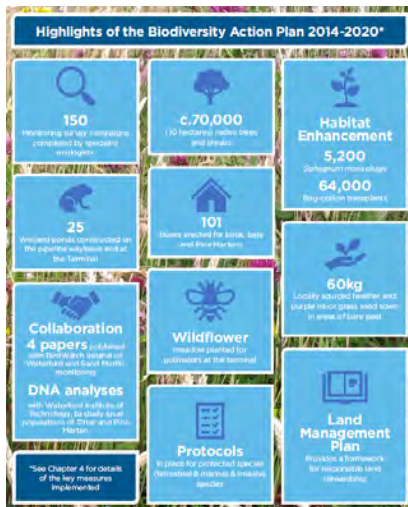 Highlights of the Biodiversity Action Plan 2014-2020*
150
Monitoring survey campaigns
completed by specialist
ecologists
c.70,000
(10 hectares) native trees
and shrubs
Habitat
Enhancement
5,200
Sphagnum moss plugs
64,000
Bog-cotton transplants
25
Wetland ponds constructed on
the pipeline wayleave and at
the Terminal
101
Boxes erected for birds, bats
and Pine Martens
60kg
Locally sourced heather and
purple moor grass seed sown
in areas of bare peat
Collaboration
4 papers published
with BirdWatch Ireland on
Waterbird and Sand Martin
monitoring
DNA analyses
with Waterford Institute of
Technology, to study local
populations of Otter and Pine
Marten
Wildflower
meadow planted for
pollinators at the terminal
Protocols
in place for protected species
(terrestrial & marine) & invasive
species
Land
Management
Plan
Provides a framework
for responsible land
stewardship
*See Chapter 4 for details
of the key measures
implemented